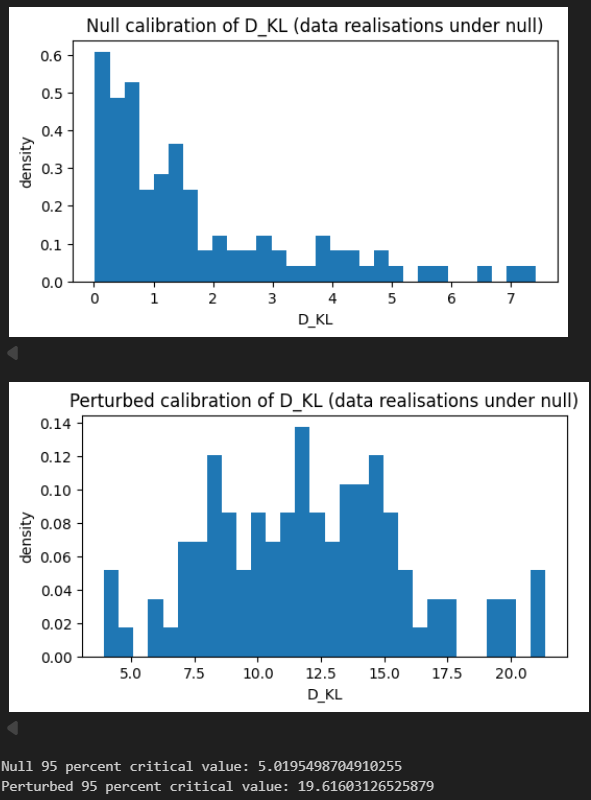 Null calibration of D_KL (data realisations under null)
0.6
0.5
0.4
0.3
0.2
0.1
0.0
density
0 1 2 3 4 5 6 7
D_KL
Perturbed calibration of D_KL (data realisations under null)
0.14
0.12
0.10
0.08
0.06
0.04
0.02
0.00
density
5.0 7.5 10.0 12.5 15.0 17.5 20.0
D_KL
Null 95 percent critical value: 5.0195498704910255
Perturbed 95 percent critical value: 19.61603126525879